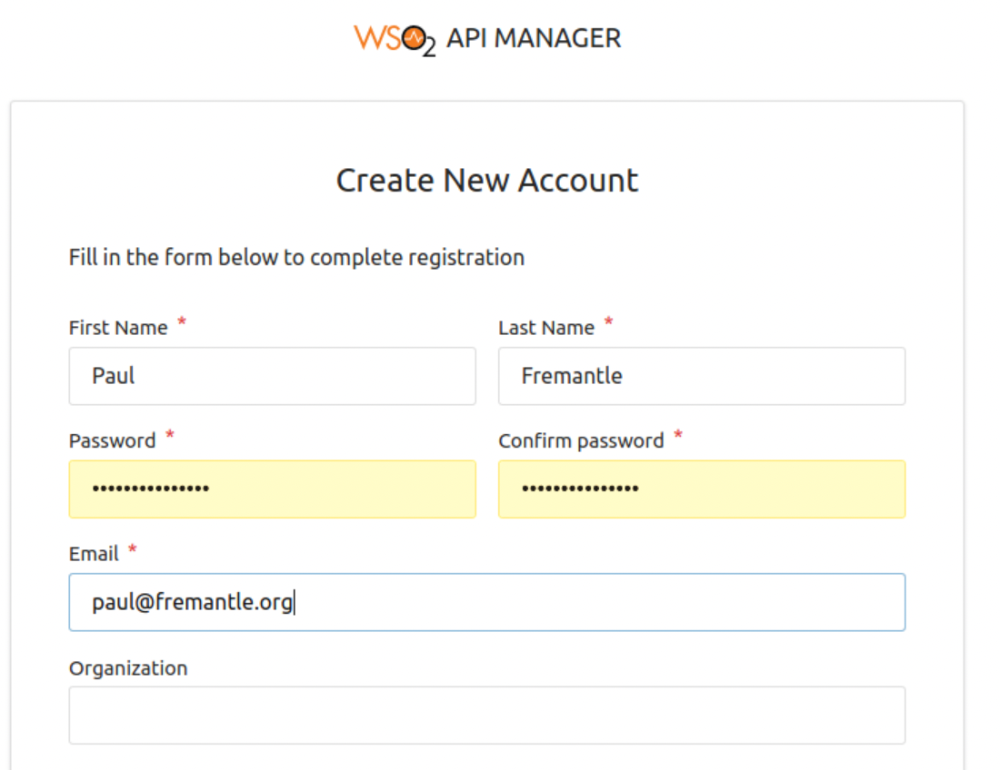 WSO2 API MANAGER
Create New Account
Fill in the form below to complete registration
First Name * Last Name *
Paul Fremantle
Password * Confirm password *
••••••••••••••• •••••••••••••••
Email *
paul@fremantle.org
Organization